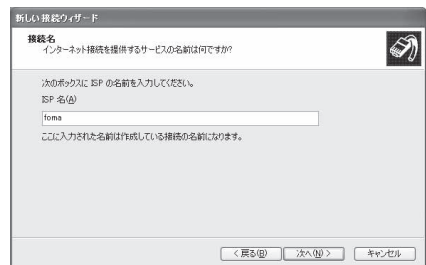 新しい接続ウィザード
接続名
インターネット接続を提供するサービスの名前は何ですか?
次のボックスに ISP の名前を入力してください。
ISP 名(A)
foma
ここに入力された名前は作成している接続の名前になります。
< 戻る(B)
次へ(N) >
キャンセル